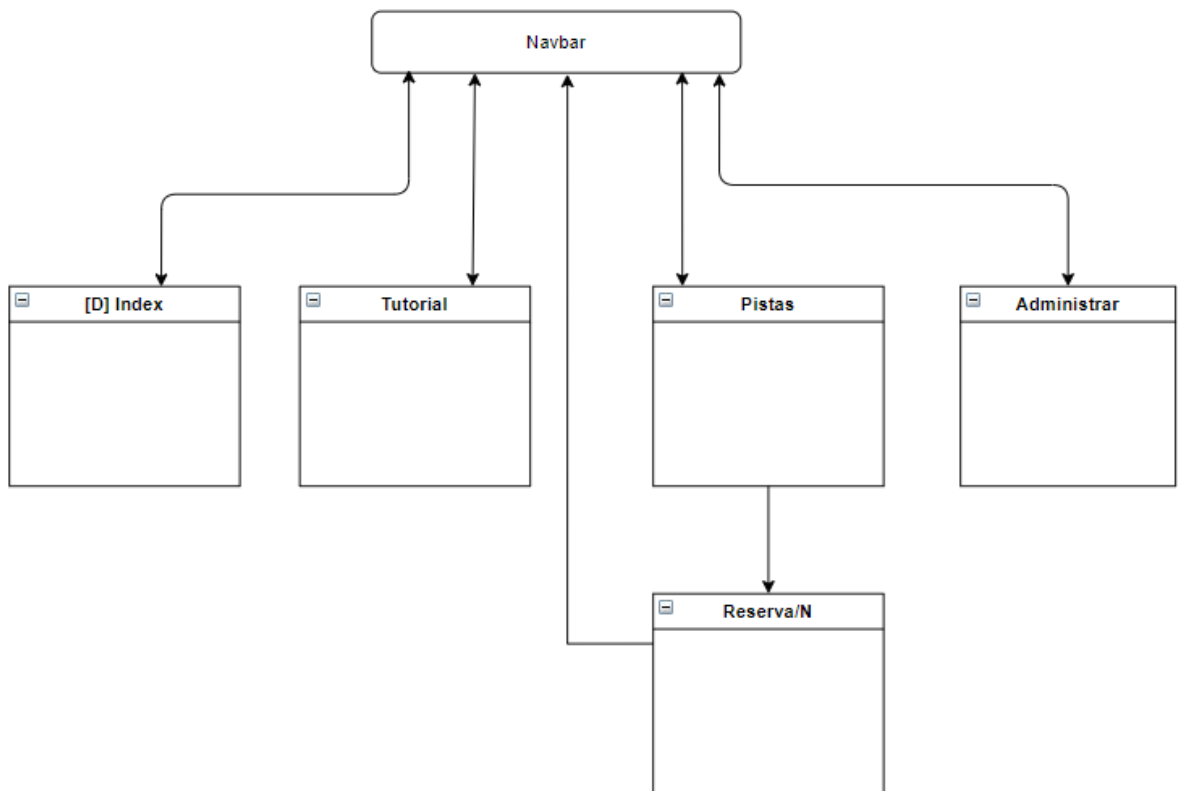 Navbar
[D] Index
Tutorial
Pistas
Administrar
Reserva/N